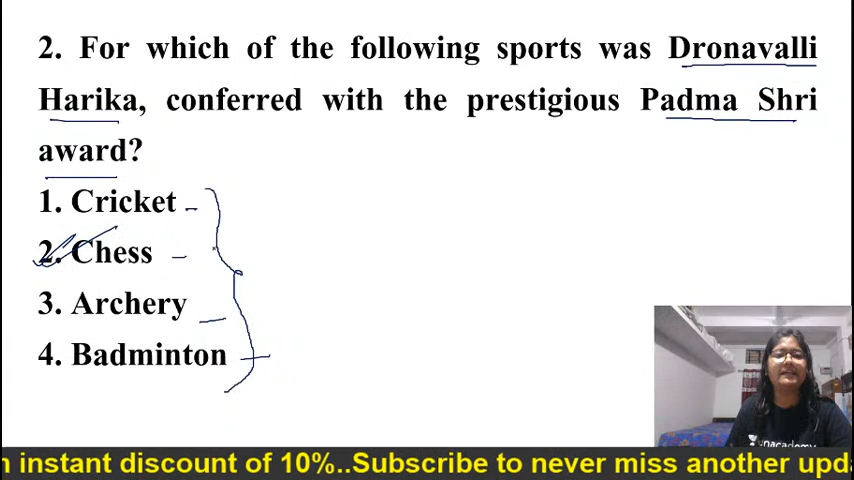 2. For which of the following sports was Dronavalli
Harika, conferred with the prestigious Padma Shri
award?
1. Cricket
2. Chess
3. Archery
4. Badminton
nacademy
n instant discount of 10%..Subscribe to never miss another upd